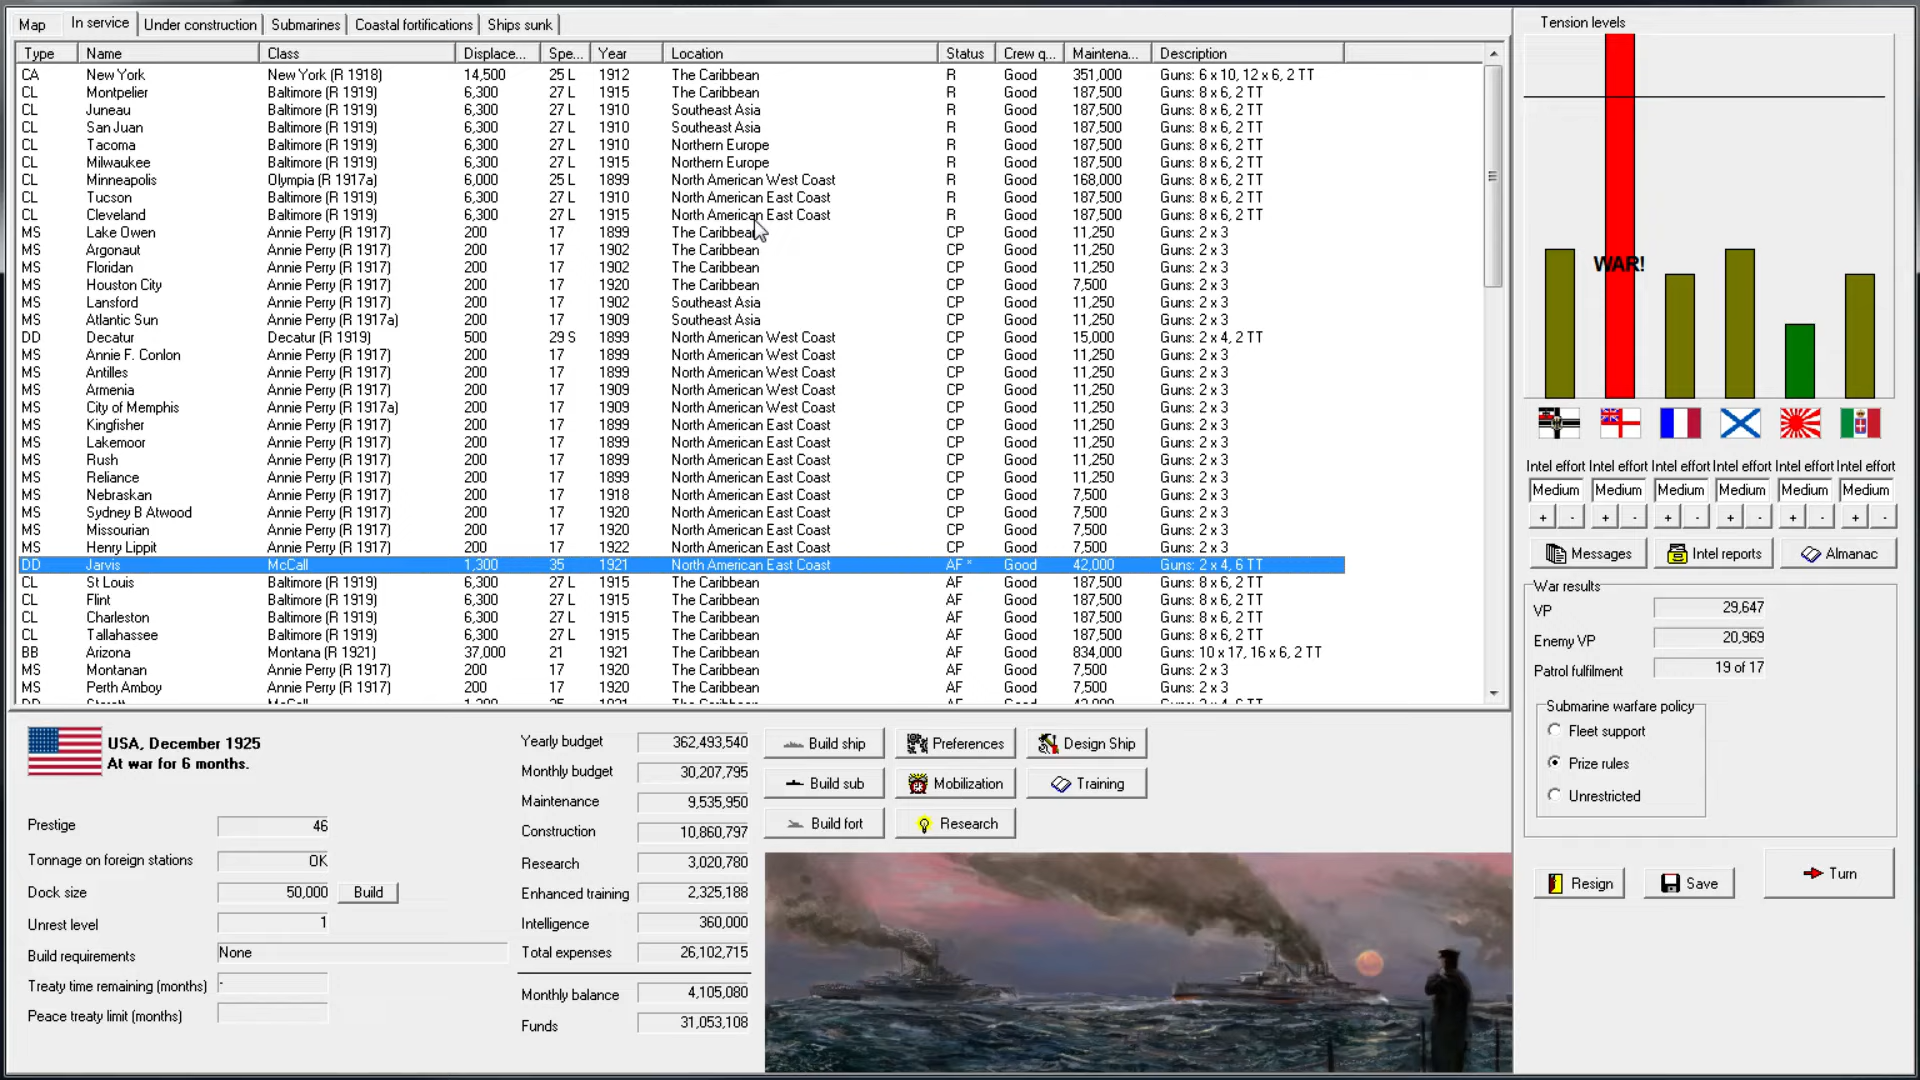 Map In service Under construction Submarines Coastal fortifications Ships sunk
Type Name Class Displace... Spe... Year Location Status Crew q... Maintena... Description
CA New York New York (R 1918) 14,500 25 L 1912 The Caribbean R Good 351,000 Guns: 6 x 10, 12 x 6, 2 TT
CL Montpelier Baltimore (R 1919) 6,300 27 L 1915 The Caribbean R Good 187,500 Guns: 8 x 6, 2 TT
CL Juneau Baltimore (R 1919) 6,300 27 L 1910 Southeast Asia R Good 187,500 Guns: 8 x 6, 2 TT
CL San Juan Baltimore (R 1919) 6,300 27 L 1910 Southeast Asia R Good 187,500 Guns: 8 x 6, 2 TT
CL Tacoma Baltimore (R 1919) 6,300 27 L 1910 Northern Europe R Good 187,500 Guns: 8 x 6, 2 TT
CL Milwaukee Baltimore (R 1919) 6,300 27 L 1915 Northern Europe R Good 187,500 Guns: 8 x 6, 2 TT
CL Minneapolis Olympia (R 1917a) 6,000 25 L 1899 North American West Coast R Good 168,000 Guns: 8 x 6, 2 TT
CL Tucson Baltimore (R 1919) 6,300 27 L 1910 North American East Coast R Good 187,500 Guns: 8 x 6, 2 TT
CL Cleveland Baltimore (R 1919) 6,300 27 L 1915 North American East Coast R Good 187,500 Guns: 8 x 6, 2 TT
MS Lake Owen Annie Perry (R 1917) 200 17 1899 The Caribbean CP Good 11,250 Guns: 2 x 3
MS Argonaut Annie Perry (R 1917) 200 17 1902 The Caribbean CP Good 11,250 Guns: 2 x 3
MS Floridan Annie Perry (R 1917) 200 17 1902 The Caribbean CP Good 11,250 Guns: 2 x 3
MS Houston City Annie Perry (R 1917) 200 17 1920 The Caribbean CP Good 7,500 Guns: 2 x 3
MS Lansford Annie Perry (R 1917) 200 17 1902 Southeast Asia CP Good 11,250 Guns: 2 x 3
MS Atlantic Sun Annie Perry (R 1917a) 200 17 1909 Southeast Asia CP Good 11,250 Guns: 2 x 3
DD Decatur Decatur (R 1919) 500 29 S 1899 North American West Coast CP Good 15,000 Guns: 2 x 4, 2 TT
MS Annie F. Conlon Annie Perry (R 1917) 200 17 1899 North American West Coast CP Good 11,250 Guns: 2 x 3
MS Antilles Annie Perry (R 1917) 200 17 1899 North American West Coast CP Good 11,250 Guns: 2 x 3
MS Armenia Annie Perry (R 1917) 200 17 1909 North American West Coast CP Good 11,250 Guns: 2 x 3
MS City of Memphis Annie Perry (R 1917a) 200 17 1909 North American West Coast CP Good 11,250 Guns: 2 x 3
MS Kingfisher Annie Perry (R 1917) 200 17 1899 North American East Coast CP Good 11,250 Guns: 2 x 3
MS Lakemoor Annie Perry (R 1917) 200 17 1899 North American East Coast CP Good 11,250 Guns: 2 x 3
MS Rush Annie Perry (R 1917) 200 17 1899 North American East Coast CP Good 11,250 Guns: 2 x 3
MS Reliance Annie Perry (R 1917) 200 17 1899 North American East Coast CP Good 11,250 Guns: 2 x 3
MS Nebraskan Annie Perry (R 1917) 200 17 1918 North American East Coast CP Good 7,500 Guns: 2 x 3
MS Sydney B Atwood Annie Perry (R 1917) 200 17 1920 North American East Coast CP Good 7,500 Guns: 2 x 3
MS Missourian Annie Perry (R 1917) 200 17 1920 North American East Coast CP Good 7,500 Guns: 2 x 3
MS Henry Lippit Annie Perry (R 1917) 200 17 1922 North American East Coast CP Good 7,500 Guns: 2 x 3
DD Jarvis McCall 1,300 35 1921 North American East Coast AF * Good 42,000 Guns: 2 x 4, 6 TT
CL St Louis Baltimore (R 1919) 6,300 27 L 1915 The Caribbean AF Good 187,500 Guns: 8 x 6, 2 TT
CL Flint Baltimore (R 1919) 6,300 27 L 1915 The Caribbean AF Good 187,500 Guns: 8 x 6, 2 TT
CL Charleston Baltimore (R 1919) 6,300 27 L 1915 The Caribbean AF Good 187,500 Guns: 8 x 6, 2 TT
CL Tallahassee Baltimore (R 1919) 6,300 27 L 1915 The Caribbean AF Good 187,500 Guns: 8 x 6, 2 TT
BB Arizona Montana (R 1921) 37,000 21 1921 The Caribbean AF Good 834,000 Guns: 10 x 17, 16 x 6, 2 TT
MS Montanan Annie Perry (R 1917) 200 17 1920 The Caribbean AF Good 7,500 Guns: 2 x 3
MS Perth Amboy Annie Perry (R 1917) 200 17 1920 The Caribbean AF Good 7,500 Guns: 2 x 3
USA, December 1925
At war for 6 months.
Prestige 46
Tonnage on foreign stations OK
Dock size 50,000 Build
Unrest level 1
Build requirements None
Treaty time remaining (months) -
Peace treaty limit (months)
Yearly budget 362,493,540
Monthly budget 30,207,795
Maintenance 9,535,950
Construction 10,860,797
Research 3,020,780
Enhanced training 2,325,188
Intelligence 360,000
Total expenses 26,102,715
Monthly balance 4,105,080
Funds 31,053,108
Build ship Preferences Design Ship
Build sub Mobilization Training
Build fort Research
Tension levels
WAR!
Intel effort Intel effort Intel effort Intel effort Intel effort Intel effort
Medium Medium Medium Medium Medium Medium
+ - + - + - + - + - + -
Messages Intel reports Almanac
War results
VP 29,647
Enemy VP 20,969
Patrol fulfilment 19 of 17
Submarine warfare policy
Fleet support
Prize rules
Unrestricted
Resign Save Turn